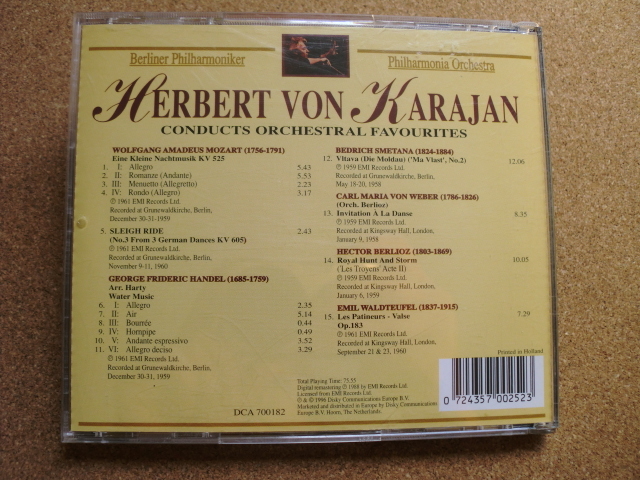 Berliner Philharmoniker
Philharmonia Orchestra
HERBERT VON KARAJAN
CONDUCTS ORCHESTRAL FAVOURITES
WOLFGANG AMADEUS MOZART (1756-1791)
Eine Kleine Nachtmusik KV 525
1. I: Allegro 5.43
2. II: Romanze (Andante) 5.53
3. III: Menuetto (Allegretto) 2.23
4. IV: Rondo (Allegro) 3.17
℗ 1961 EMI Records Ltd.
Recorded at Grunewaldkirche, Berlin,
December 30-31-1959
5. SLEIGH RIDE 2.43
(No.3 From 3 German Dances KV 605)
℗ 1961 EMI Records Ltd.
Recorded at Grunewaldkirche, Berlin,
November 9-11, 1960
GEORGE FRIDERIC HANDEL (1685-1759)
Arr. Harty
Water Music
6. I: Allegro 2.35
7. II: Air 5.14
8. III: Bourrée 0.44
9. IV: Hornpipe 0.49
10. V: Andante espressivo 3.52
11. VI: Allegro deciso 3.29
℗ 1961 EMI Records Ltd.
Recorded at Grunewaldkirche, Berlin,
December 30-31, 1959
BEDRICH SMETANA (1824-1884)
12. Vltava (Die Moldau) ('Ma Vlast', No.2) 12.06
℗ 1959 EMI Records Ltd.
Recorded at Grunewaldkirche, Berlin,
May 18-20, 1958
CARL MARIA VON WEBER (1786-1826)
(Orch. Berlioz)
13. Invitation À La Danse 8.35
℗ 1959 EMI Records Ltd.
Recorded at Kingsway Hall, London,
January 9, 1958
HECTOR BERLIOZ (1803-1869)
14. Royal Hunt And Storm 10.05
('Les Troyens' Acte II)
℗ 1959 EMI Records Ltd.
Recorded at Kingsway Hall, London,
January 6, 1959
EMIL WALDTEUFEL (1837-1915)
15. Les Patineurs - Valse 7.29
Op.183
℗ 1961 EMI Records Ltd.
Recorded at Kingsway Hall, London,
September 21 & 23, 1960
Printed in Holland
Total Playing Time: 73.55
Digital remastering ℗ 1988 by EMI Records Ltd.
Licensed from EMI Records Ltd.
℗ & © 1996 Disky Communications Europe B.V.
Marketed and distributed in Europe by Disky Communications
Europe B.V. Hoorn, The Netherlands.
DCA 700182
0 724357 002523